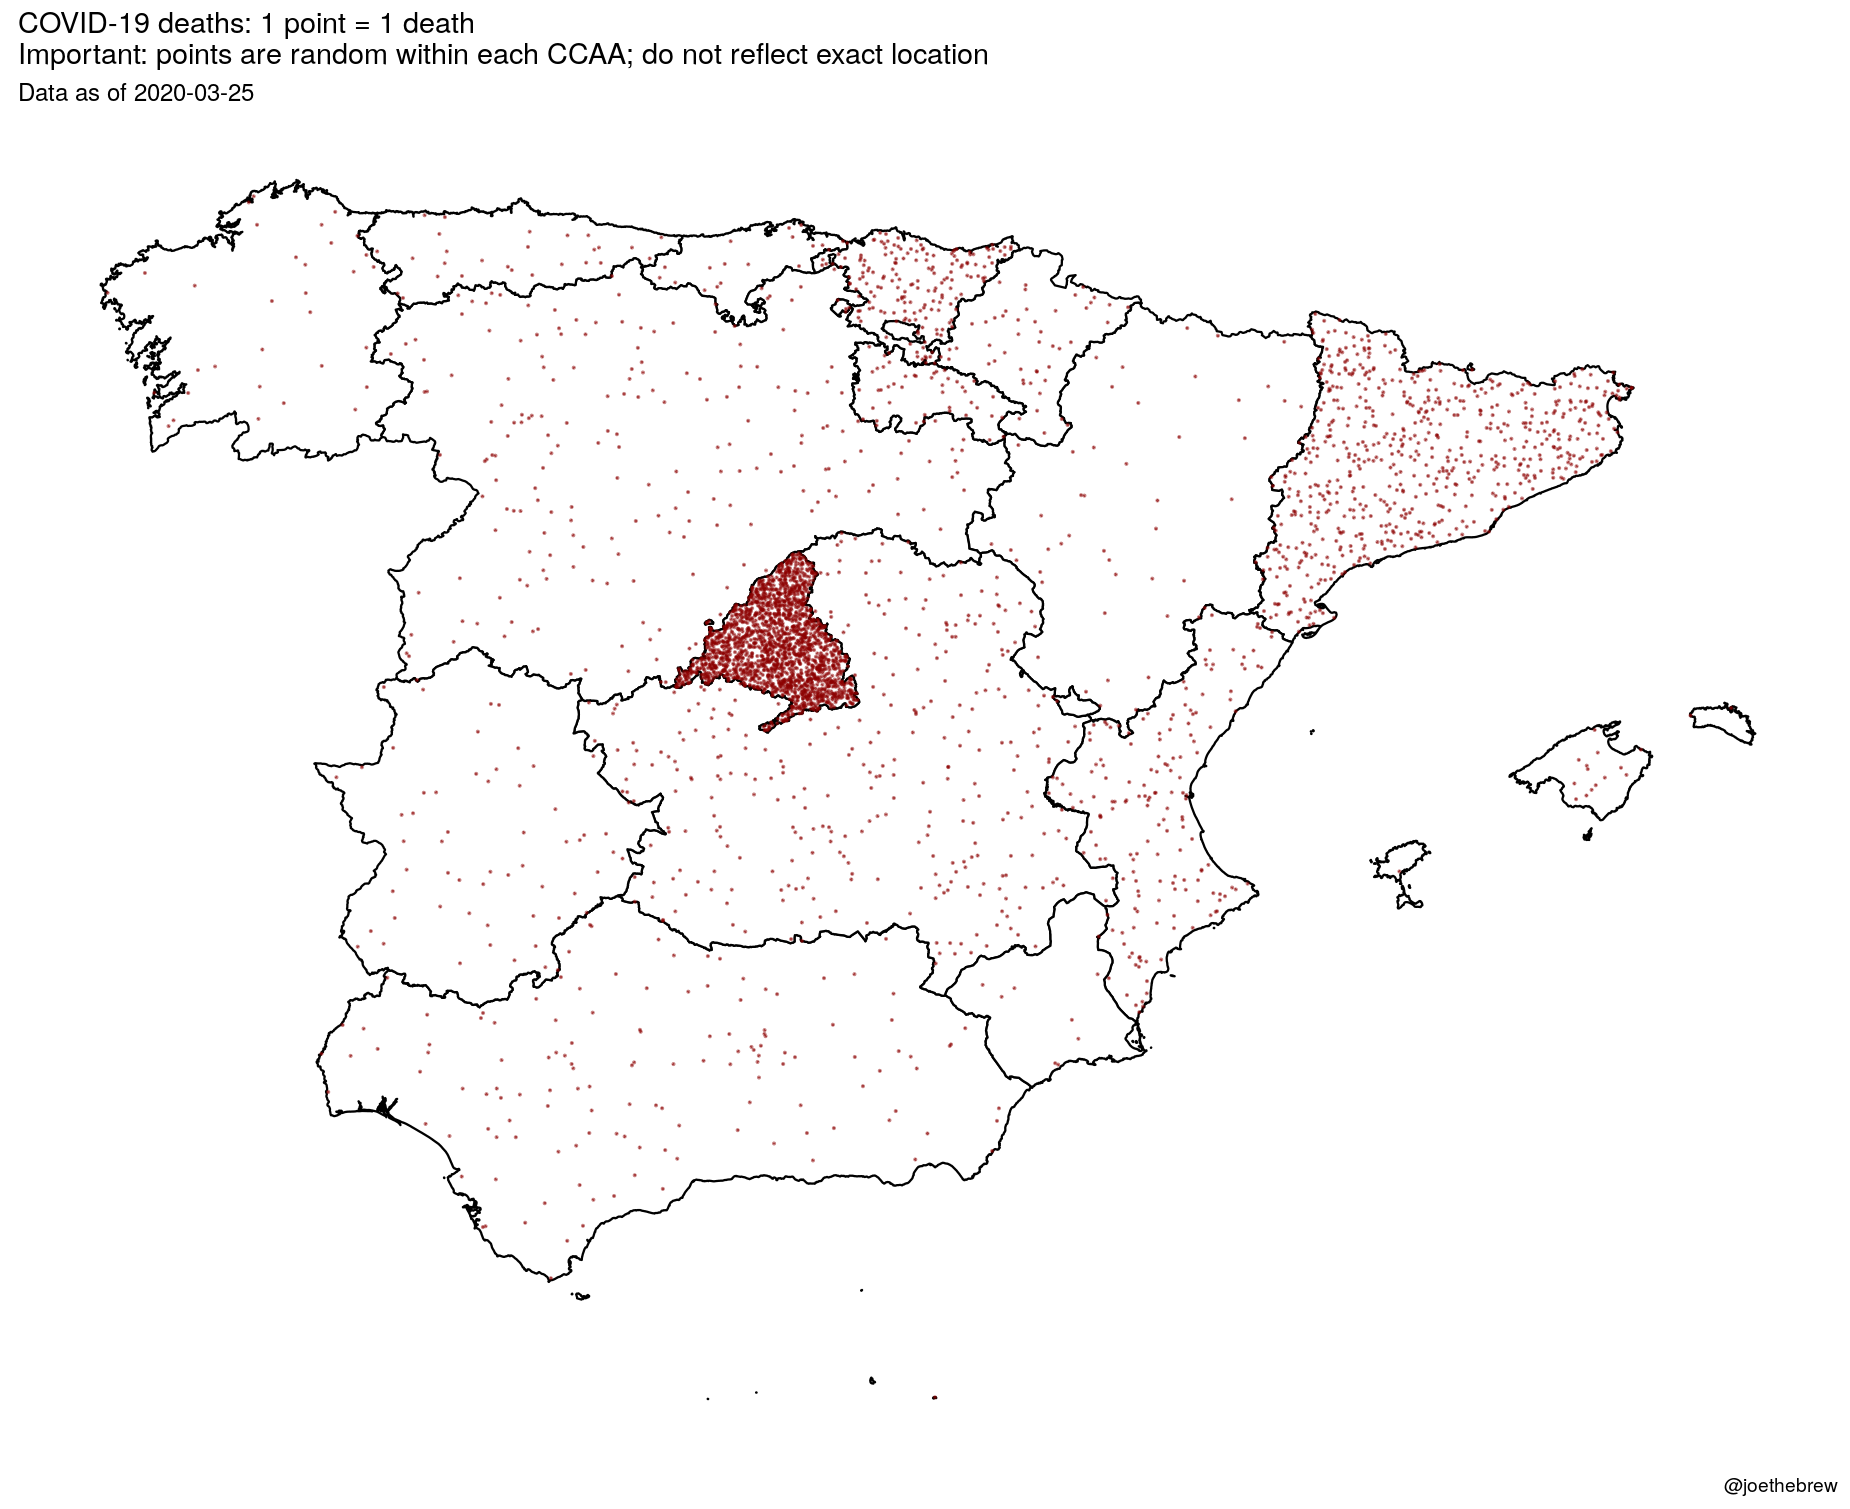 COVID-19 deaths: 1 point = 1 death
Important: points are random within each CCAA; do not reflect exact location
Data as of 2020-03-25
@joethebrew